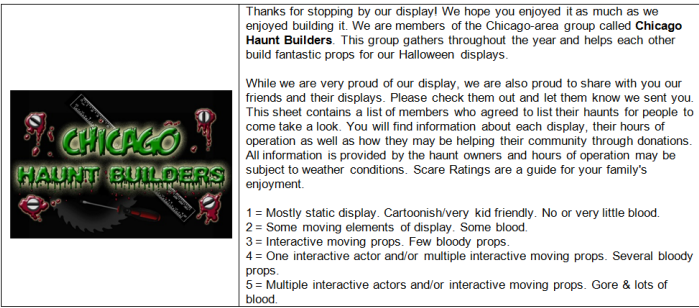 CHICAGO
HAUNT BUILDERS
Thanks for stopping by our display! We hope you enjoyed it as much as we
enjoyed building it. We are members of the Chicago-area group called Chicago
Haunt Builders. This group gathers throughout the year and helps each other
build fantastic props for our Halloween displays.
While we are very proud of our display, we are also proud to share with you our
friends and their displays. Please check them out and let them know we sent you.
This sheet contains a list of members who agreed to list their haunts for people to
come take a look. You will find information about each display, their hours of
operation as well as how they may be helping their community through donations.
All information is provided by the haunt owners and hours of operation may be
subject to weather conditions. Scare Ratings are a guide for your family's
enjoyment.
1 = Mostly static display. Cartoonish/very kid friendly. No or very little blood.
2 = Some moving elements of display. Some blood.
3 = Interactive moving props. Few bloody props.
4 = One interactive actor and/or multiple interactive moving props. Several bloody
props.
5 = Multiple interactive actors and/or interactive moving props. Gore & lots of
blood.